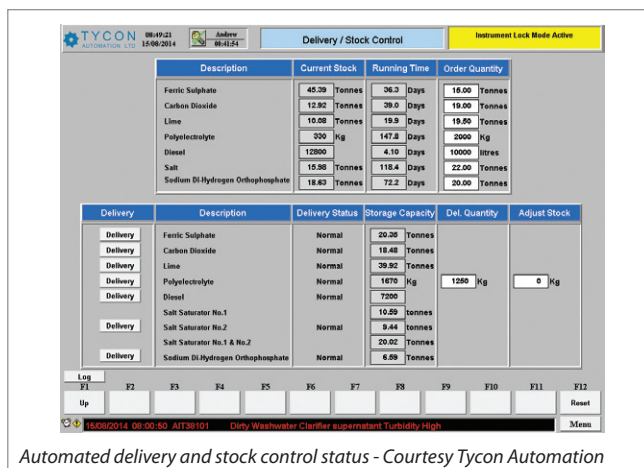 TYCON
AUTOMATION LTD
08:49:21
15/08/2014
Andrew
00:41:54
Delivery / Stock Control
Instrument Lock Mode Active
Description Current Stock Running Time Order Quantity
Ferric Sulphate 45.39 Tonnes 36.3 Days 15.00 Tonnes
Carbon Dioxide 12.92 Tonnes 39.0 Days 19.00 Tonnes
Lime 10.08 Tonnes 19.9 Days 19.50 Tonnes
Polyelectrolyte 330 Kg 147.8 Days 2000 Kg
Diesel 12800 4.10 Days 10000 litres
Salt 15.98 Tonnes 118.4 Days 22.00 Tonnes
Sodium Di-Hydrogen Orthophosphate 18.63 Tonnes 72.2 Days 20.00 Tonnes
Delivery Description Delivery Status Storage Capacity Del. Quantity Adjust Stock
Delivery Ferric Sulphate Normal 20.35 Tonnes
Delivery Carbon Dioxide Normal 18.48 Tonnes
Delivery Lime Normal 39.92 Tonnes
Delivery Polyelectrolyte Normal 1670 Kg 1250 Kg 0 Kg
Delivery Diesel Normal 7200
Salt Saturator No.1 10.59 tonnes
Delivery Salt Saturator No.2 Normal 9.44 tonnes
Salt Saturator No.1 & No.2 20.02 Tonnes
Delivery Sodium Di-Hydrogen Orthophosphate Normal 6.59 Tonnes
Log
F1 F2 F3 F4 F5 F6 F7 F8 F9 F10 F11 F12
Up Reset
15/08/2014 08:00:50 AIT38101 Dirty Washwater Clarifier supernatant Turbidity High Menu
Automated delivery and stock control status - Courtesy Tycon Automation